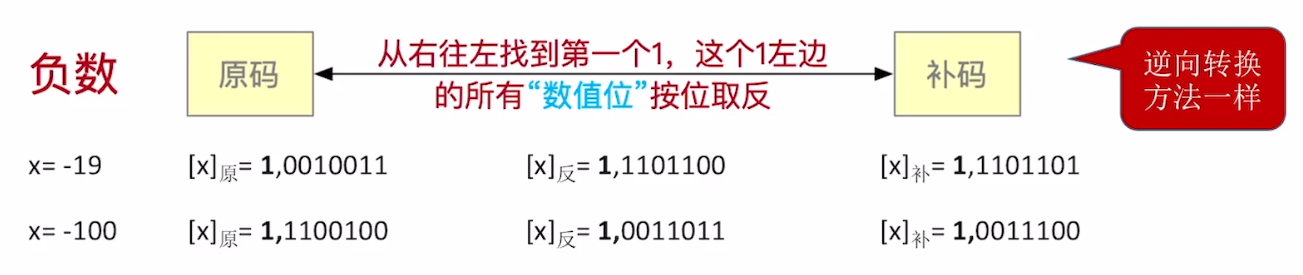 负数
原码
从右往左找到第一个1，这个1左边
的所有“数值位”按位取反
补码
逆向转换
方法一样
x= -19 [x]原= 1,0010011 [x]反= 1,1101100 [x]补= 1,1101101
x= -100 [x]原= 1,1100100 [x]反= 1,0011011 [x]补= 1,0011100